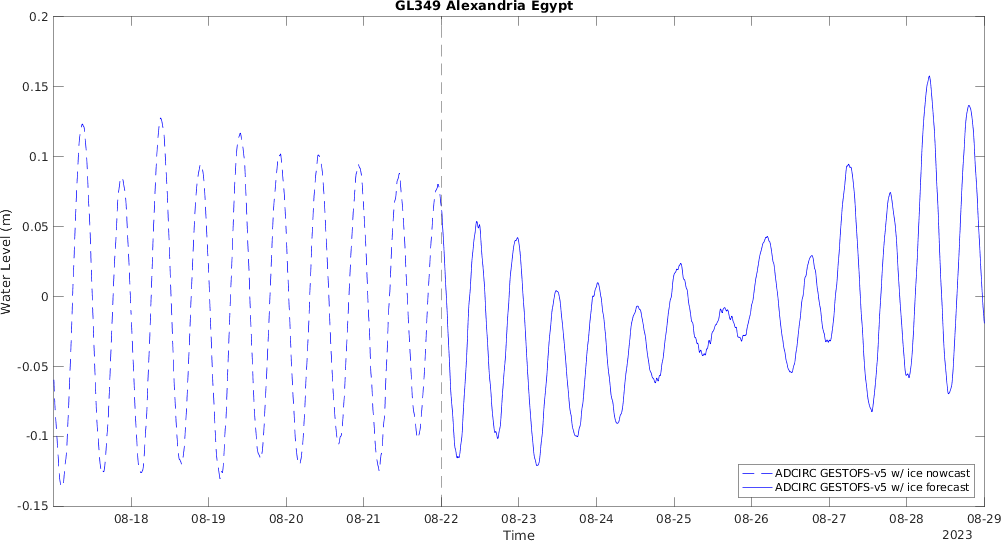 GL349 Alexandria Egypt
0.2
0.15
0.1
0.05
0
-0.05
-0.1
-0.15
Water Level (m)
ADCIRC GESTOFS-v5 w/ ice nowcast
ADCIRC GESTOFS-v5 w/ ice forecast
08-18 08-19 08-20 08-21 08-22 08-23 08-24 08-25 08-26 08-27 08-28 08-29
Time
2023